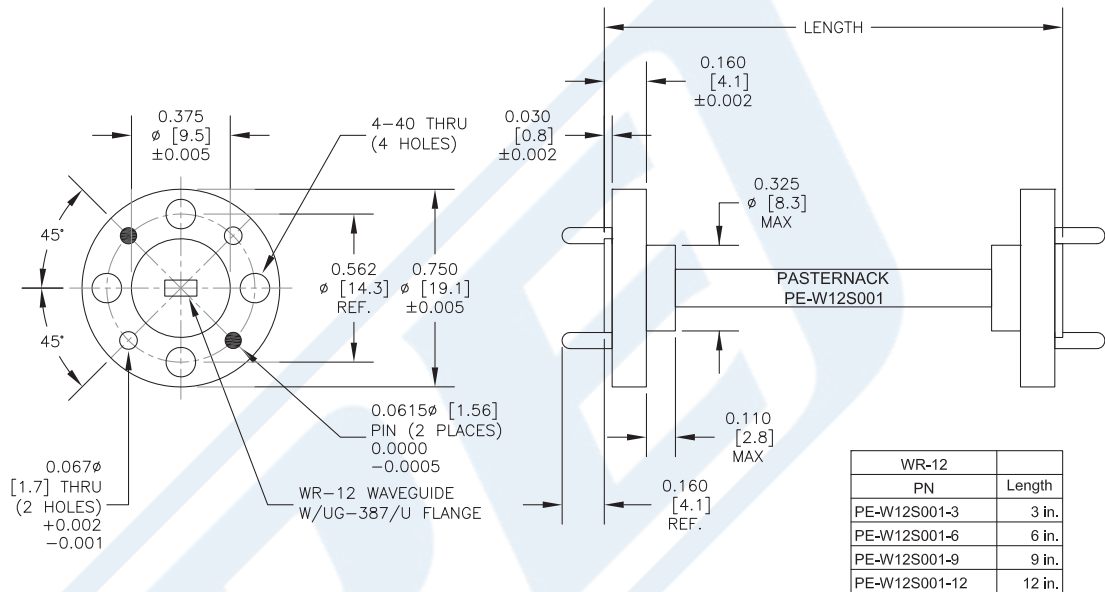 LENGTH
0.160
[4.1]
±0.002
0.030
[0.8]
±0.002
0.375
ø [9.5]
±0.005
4-40 THRU
(4 HOLES)
0.325
ø [8.3]
MAX
45°
45°
0.562
ø [14.3]
REF.
0.750
ø [19.1]
±0.005
PASTERNACK
PE-W12S001
0.0615ø [1.56]
PIN (2 PLACES)
0.0000
-0.0005
0.110
[2.8]
MAX
0.067ø
[1.7] THRU
(2 HOLES)
+0.002
-0.001
WR-12 WAVEGUIDE
W/UG-387/U FLANGE
0.160
[4.1]
REF.
WR-12
PN Length
PE-W12S001-3 3 in.
PE-W12S001-6 6 in.
PE-W12S001-9 9 in.
PE-W12S001-12 12 in.